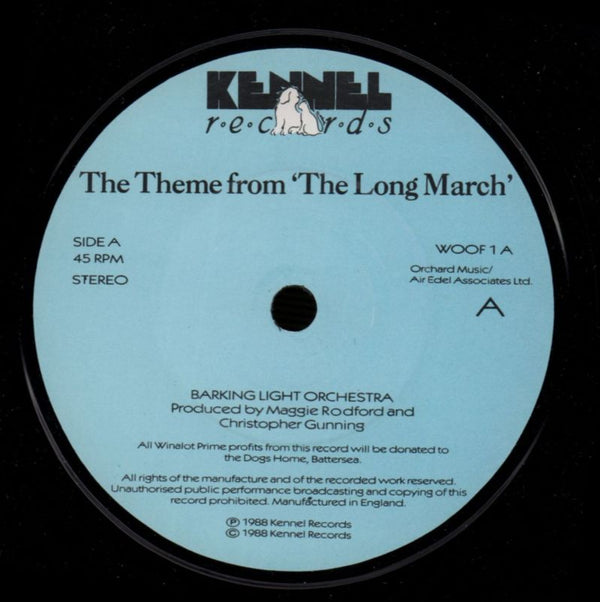 KENNEL
r·e·c·o·r·d·s
The Theme from ‘The Long March’
SIDE A
45 RPM
STEREO
WOOF 1 A
Orchard Music/
Air Edel Associates Ltd.
A
BARKING LIGHT ORCHESTRA
Produced by Maggie Rodford and
Christopher Gunning
All Winalot Prime profits from this record will be donated to
the Dogs Home, Battersea.
All rights of the manufacture and of the recorded work reserved.
Unauthorised public performance broadcasting and copying of this
record prohibited. Manufactured in England.
℗ 1988 Kennel Records
© 1988 Kennel Records